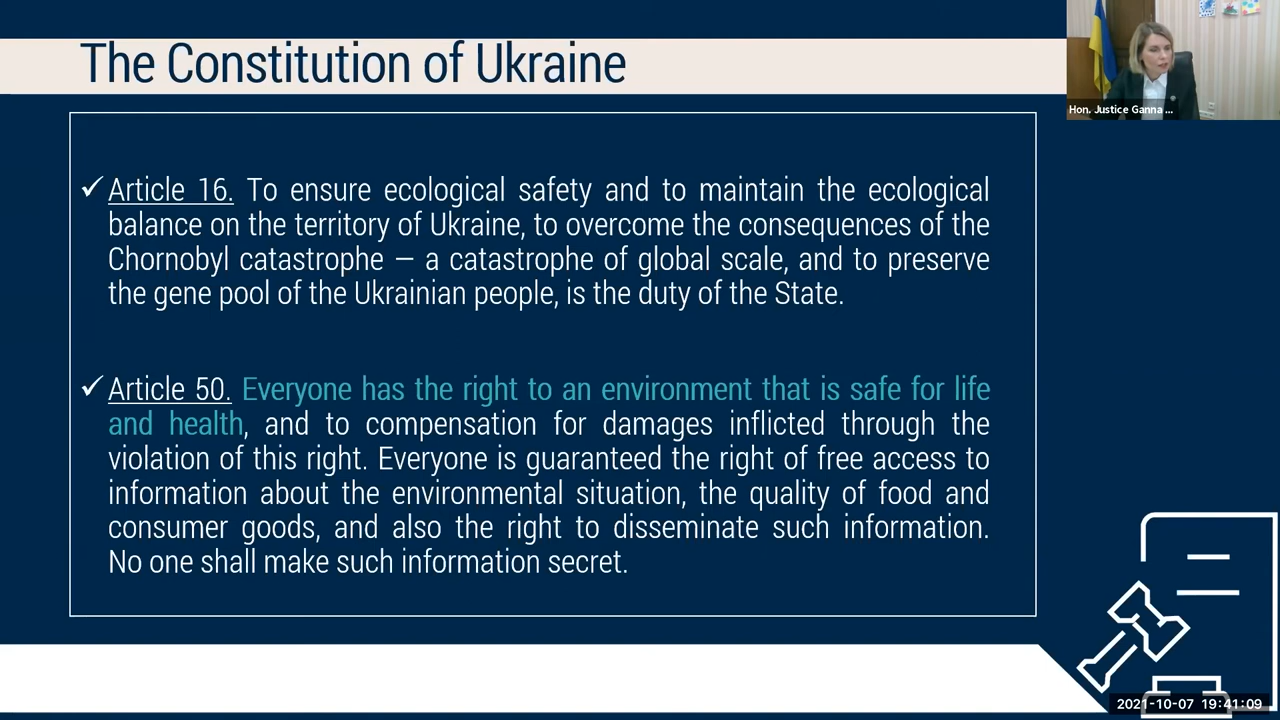 The Constitution of Ukraine
Hon. Justice Ganna ...
✓ Article 16. To ensure ecological safety and to maintain the ecological
balance on the territory of Ukraine, to overcome the consequences of the
Chornobyl catastrophe — a catastrophe of global scale, and to preserve
the gene pool of the Ukrainian people, is the duty of the State.
✓ Article 50. Everyone has the right to an environment that is safe for life
and health, and to compensation for damages inflicted through the
violation of this right. Everyone is guaranteed the right of free access to
information about the environmental situation, the quality of food and
consumer goods, and also the right to disseminate such information.
No one shall make such information secret.
2021-10-07 19:41:09